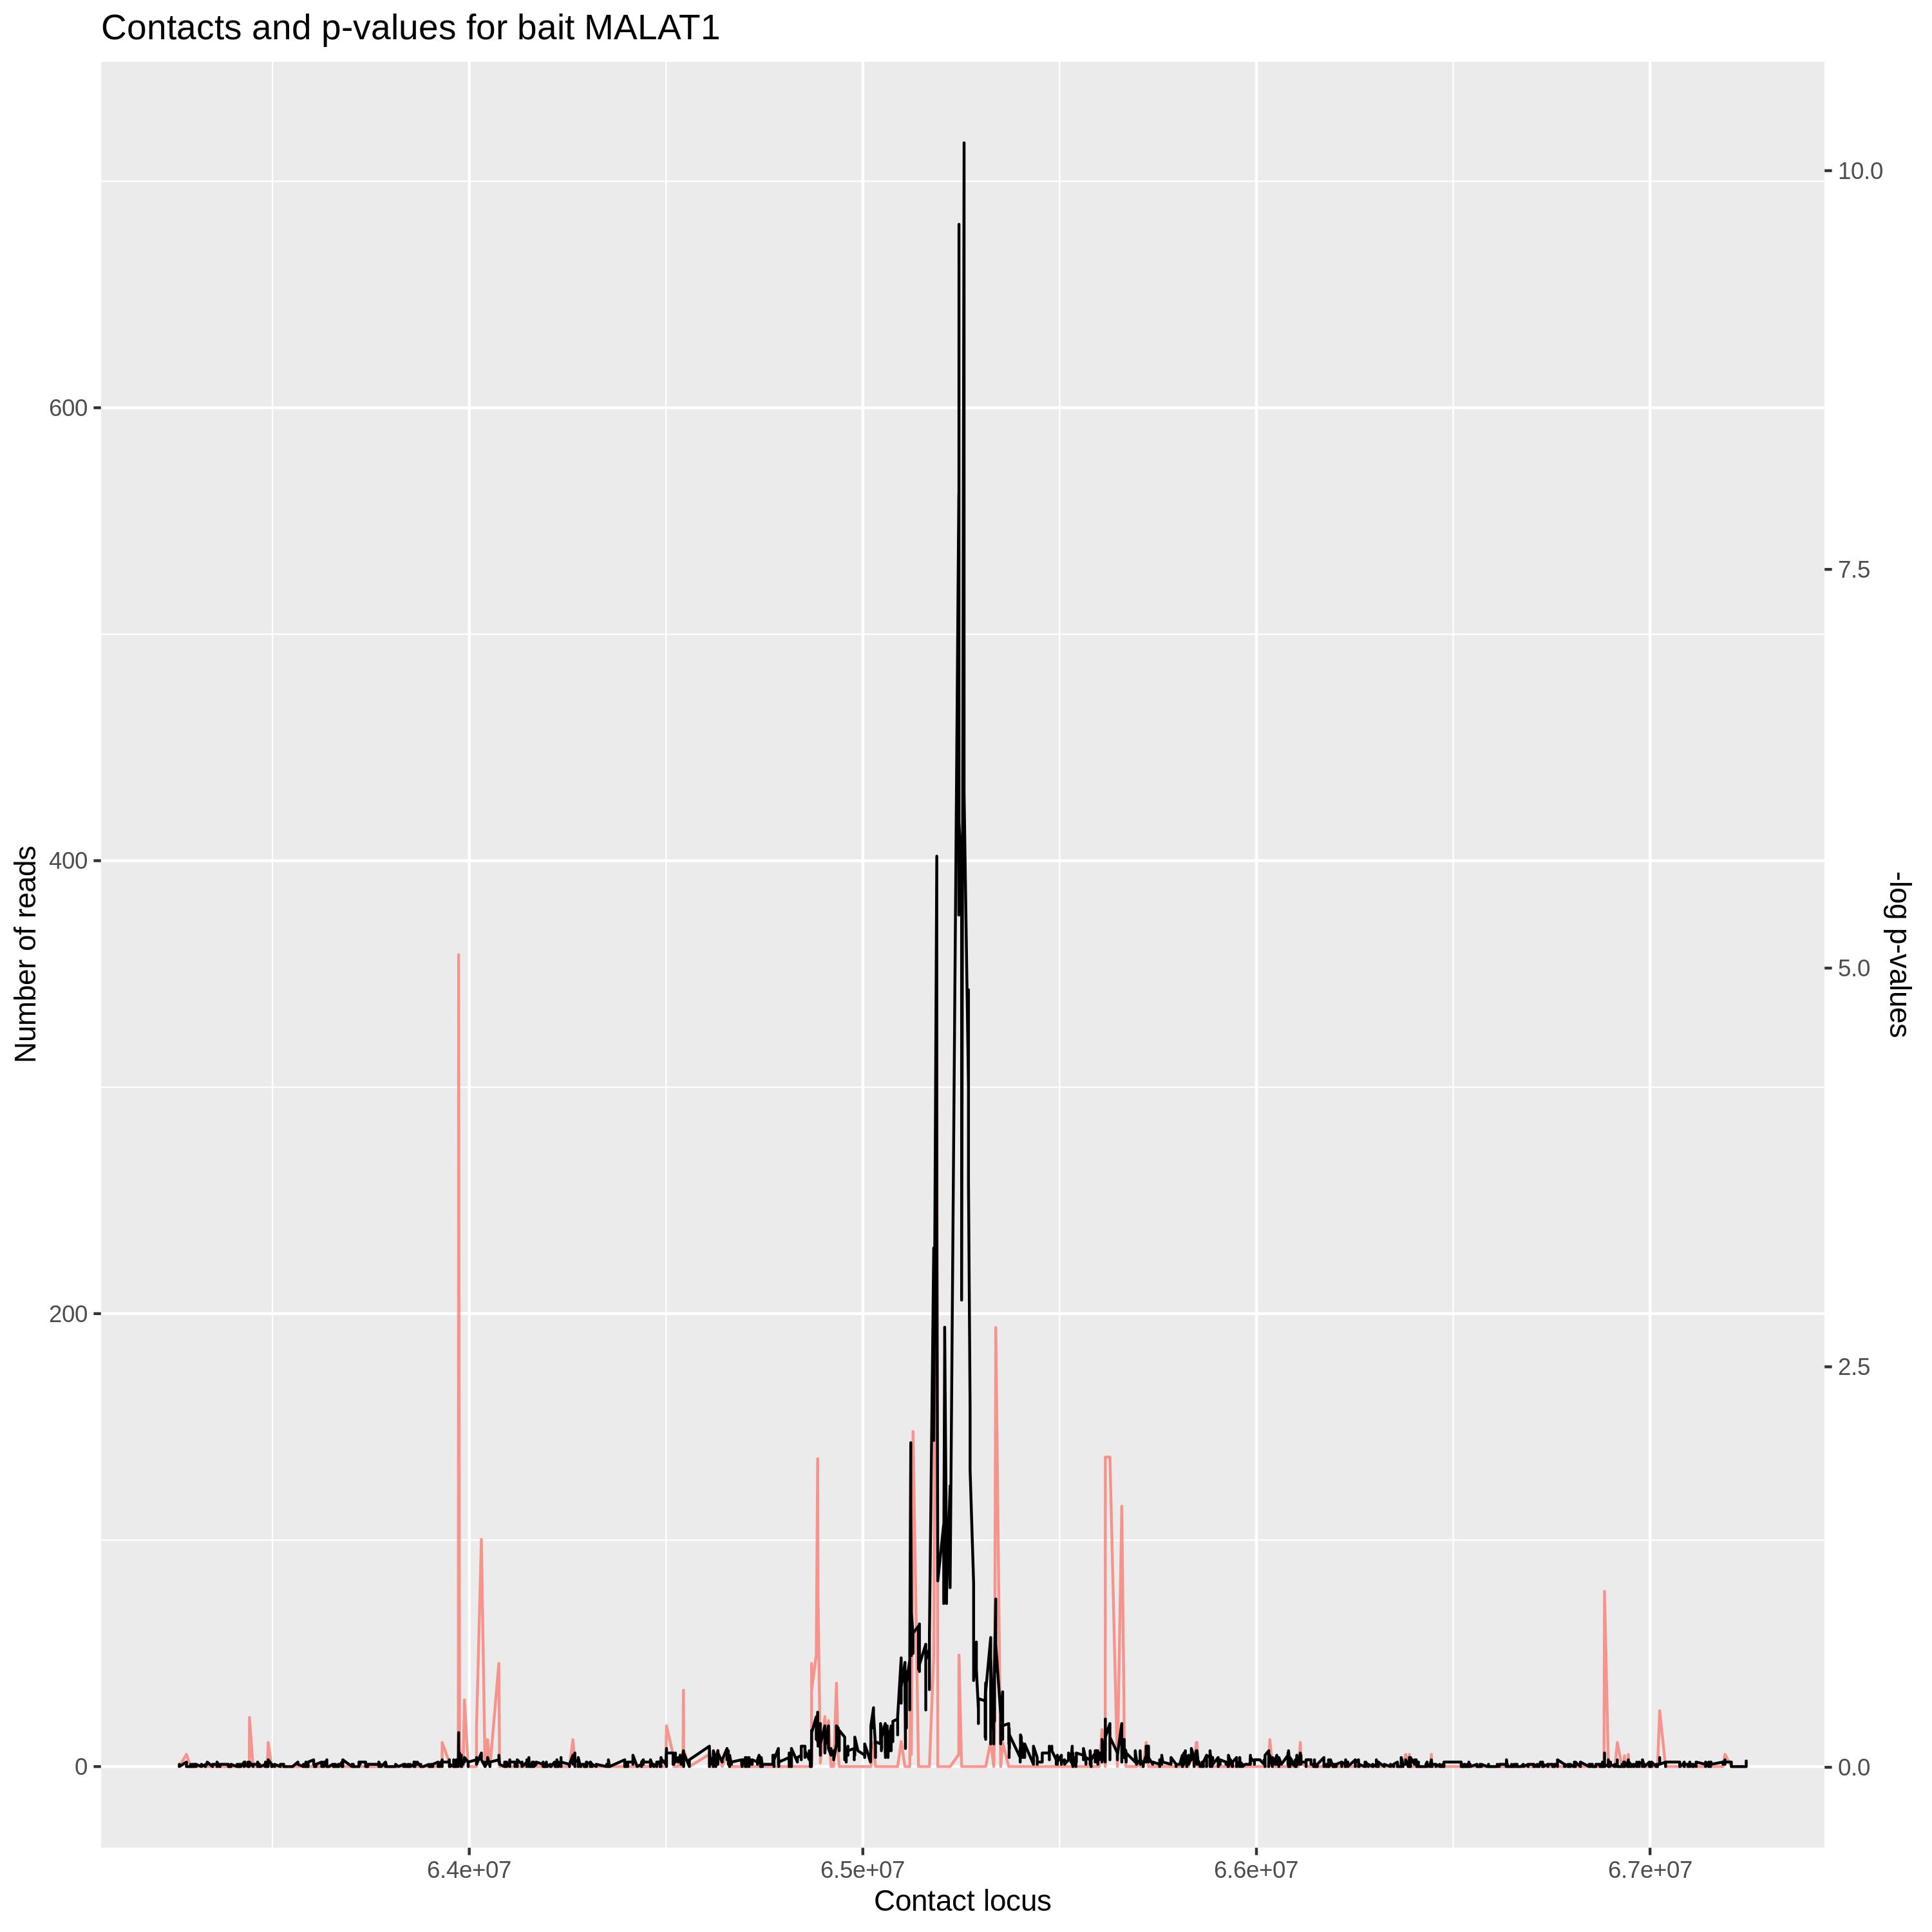 Contacts and p-values for bait MALAT1
Number of reads
600
400
200
0
10.0
7.5
5.0
2.5
0.0
-log p-values
6.4e+07 6.5e+07 6.6e+07 6.7e+07
Contact locus